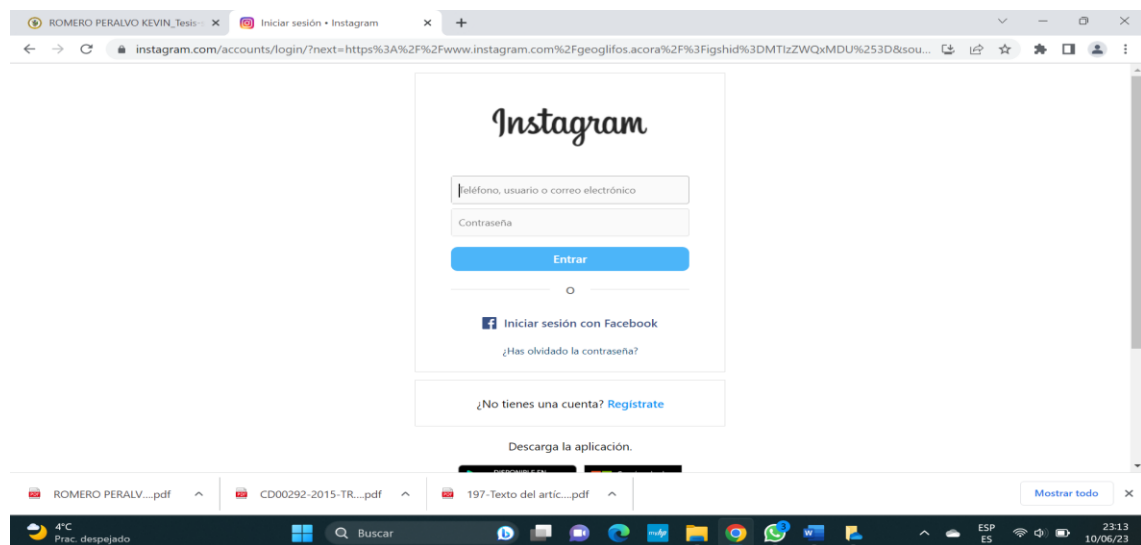 ROMERO PERALVO KEVIN_Tesis-
Iniciar sesión • Instagram
instagram.com/accounts/login/?next=https%3A%2F%2Fwww.instagram.com%2Fgeoglifos.acora%2F%3Figshid%3DMTIzZWQxMDU%253D&sou...
Instagram
Teléfono, usuario o correo electrónico
Contraseña
Entrar
O
Iniciar sesión con Facebook
¿Has olvidado la contraseña?
¿No tienes una cuenta? Regístrate
Descarga la aplicación.
DISPONIBLE EN
ROMERO PERALV....pdf
CD00292-2015-TR....pdf
197-Texto del artíc....pdf
Mostrar todo
4°C
Prac. despejado
Buscar
ESP
ES
23:13
10/06/23